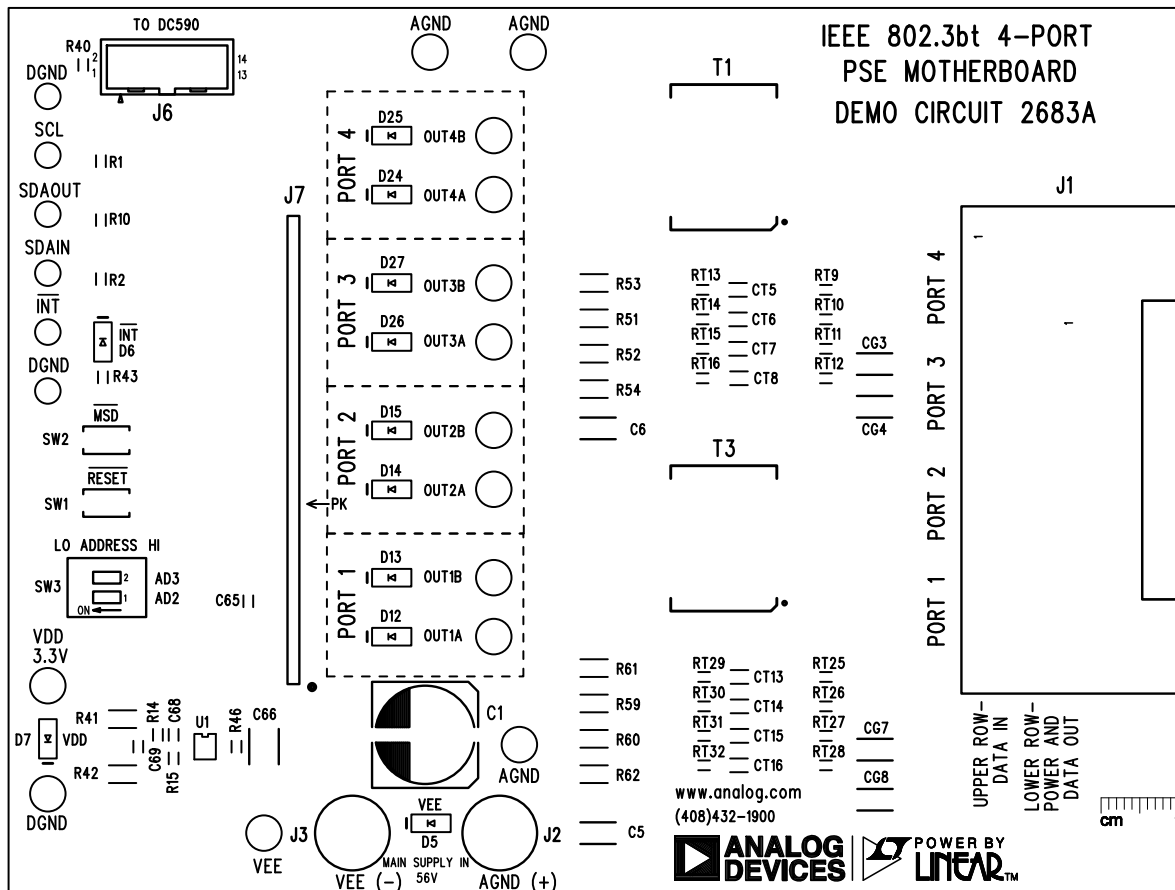 TO DC590
R40
2
1
14
13
J6
DGND
SCL
R1
SDAOUT
R10
SDAIN
R2
INT
INT
D6
DGND
R43
MSD
SW2
RESET
SW1
LO ADDRESS HI
SW3
2
AD3
1
AD2
ON
C65
VDD
3.3V
R41
R14
C68
U1
R46
C66
D7
VDD
C69
R15
R42
DGND
VEE
J7
PK
AGND
AGND
PORT 4
D25
OUT4B
D24
OUT4A
PORT 3
D27
OUT3B
D26
OUT3A
PORT 2
D15
OUT2B
D14
OUT2A
PORT 1
D13
OUT1B
D12
OUT1A
C1
AGND
J3
VEE
D5
J2
MAIN SUPPLY IN
56V
VEE (-)
AGND (+)
IEEE 802.3bt 4-PORT
PSE MOTHERBOARD
DEMO CIRCUIT 2683A
T1
R53
R51
R52
R54
C6
RT13
RT14
RT15
RT16
CT5
CT6
CT7
CT8
RT9
RT10
RT11
RT12
CG3
CG4
T3
R61
R59
R60
R62
C5
RT29
RT30
RT31
RT32
CT13
CT14
CT15
CT16
RT25
RT26
RT27
RT28
CG7
CG8
J1
1
1
PORT 4
PORT 3
PORT 2
PORT 1
UPPER ROW-
DATA IN
LOWER ROW-
POWER AND
DATA OUT
cm
www.analog.com
(408)432-1900
ANALOG
DEVICES
LT
POWER BY
LINEAR™